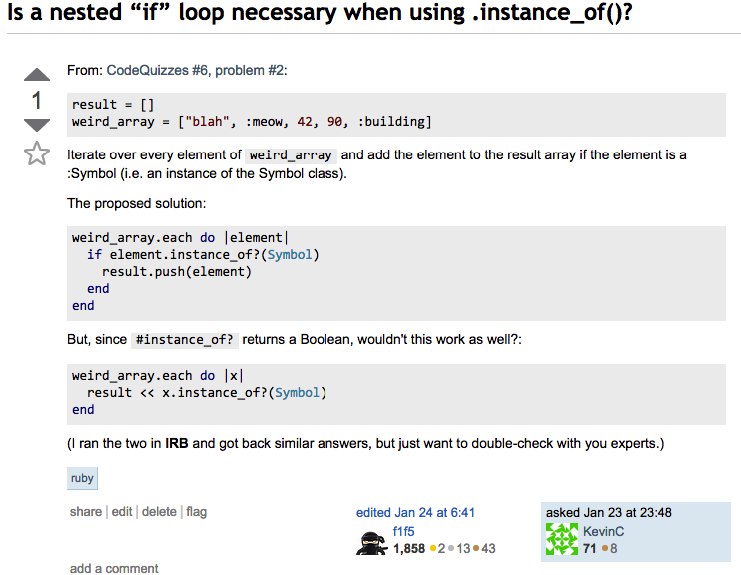 Is a nested “if” loop necessary when using .instance_of()?
From: CodeQuizzes #6, problem #2:
1
result = []
weird_array = ["blah", :meow, 42, 90, :building]
Iterate over every element of weird_array and add the element to the result array if the element is a
:Symbol (i.e. an instance of the Symbol class).
The proposed solution:
weird_array.each do |element|
  if element.instance_of?(Symbol)
    result.push(element)
  end
end
But, since #instance_of? returns a Boolean, wouldn't this work as well?:
weird_array.each do |x|
  result << x.instance_of?(Symbol)
end
(I ran the two in IRB and got back similar answers, but just want to double-check with you experts.)
ruby
share | edit | delete | flag
edited Jan 24 at 6:41
f1f5
1,858 ●2 ●13 ●43
asked Jan 23 at 23:48
KevinC
71 ●8
add a comment